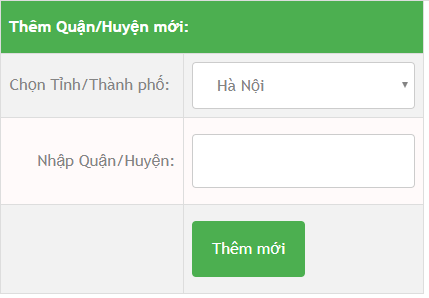 Thêm Quận/Huyện mới:
Chọn Tỉnh/Thành phố: Hà Nội
Nhập Quận/Huyện:
Thêm mới